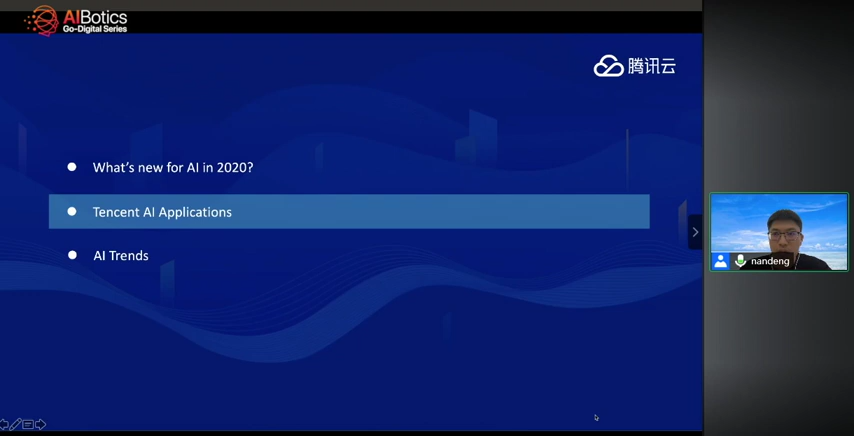 AIBotics
Go-Digital Series
腾讯云
What's new for AI in 2020?
Tencent AI Applications
AI Trends
nandeng